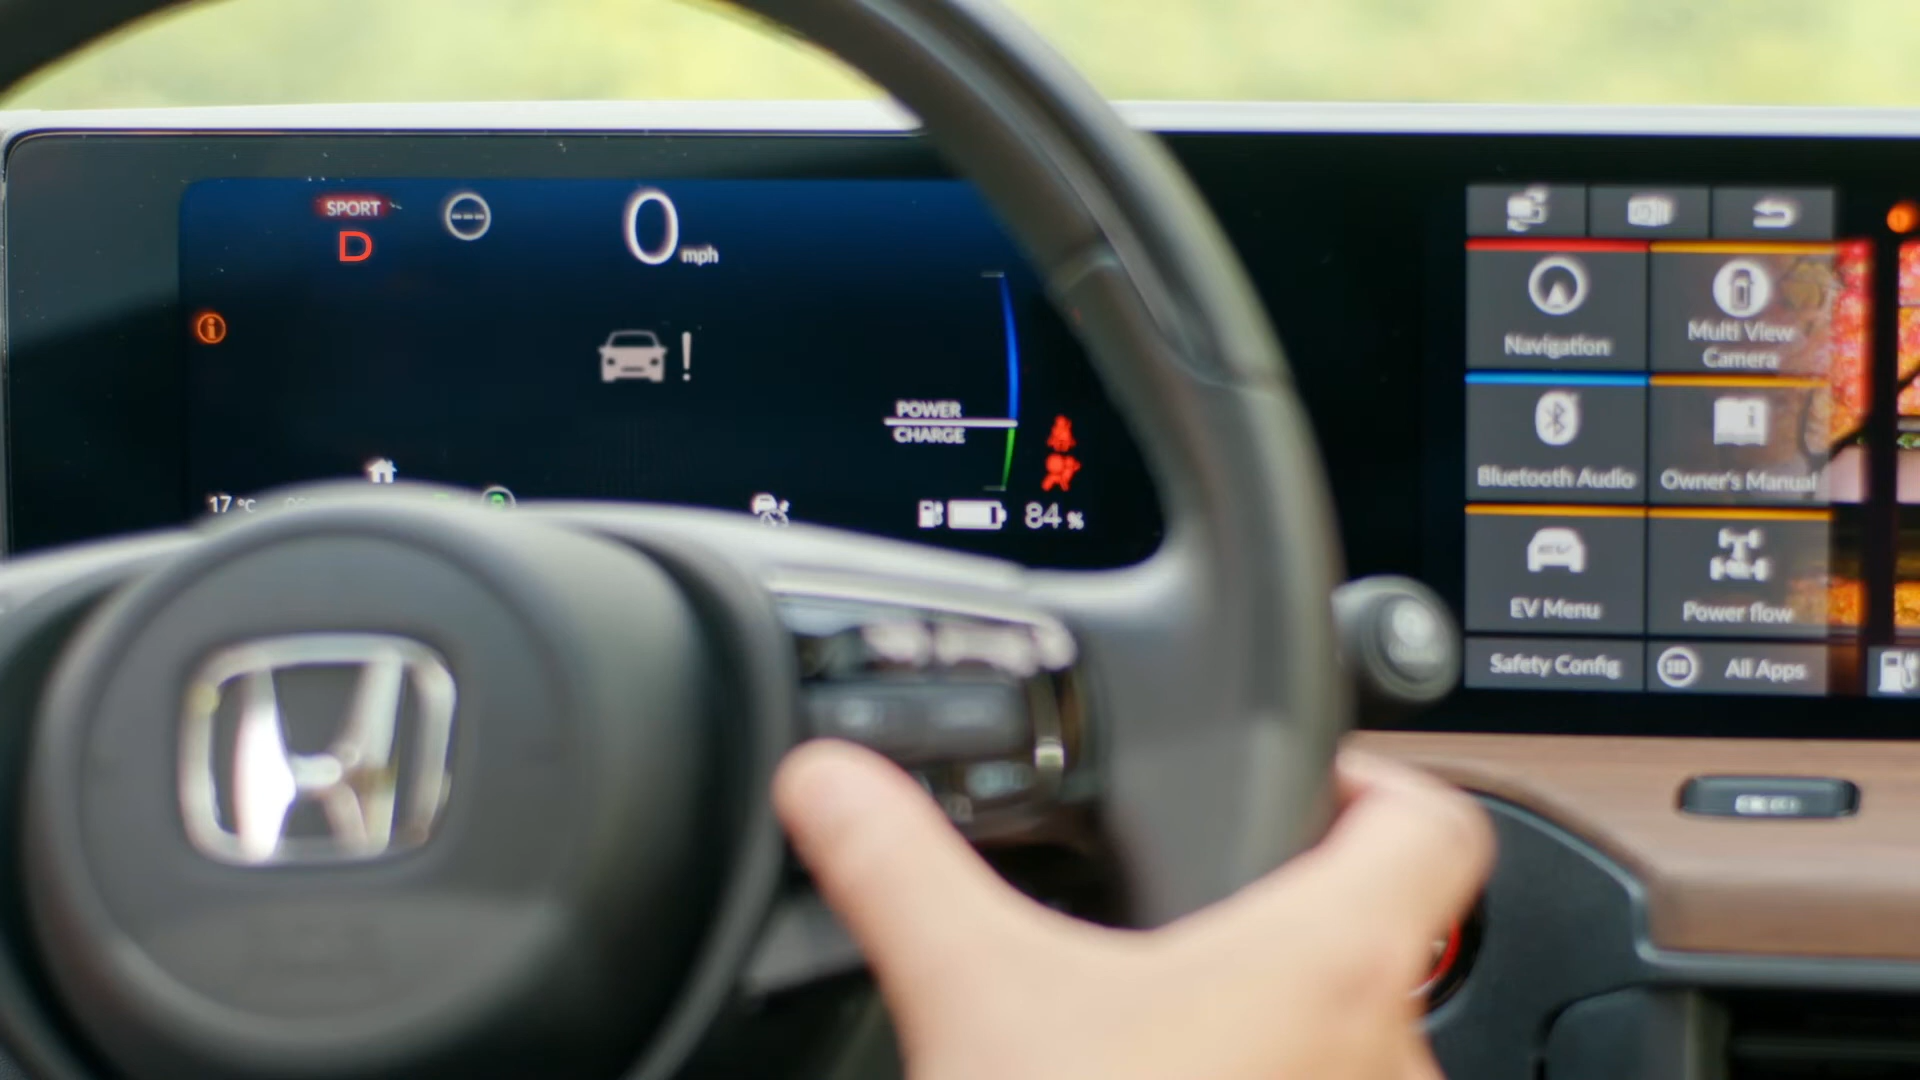 SPORT
D
0 mph
POWER
CHARGE
17 °C
84 %
Navigation
Multi View
Camera
Bluetooth Audio
Owner's Manual
EV Menu
Power flow
Safety Config
All Apps